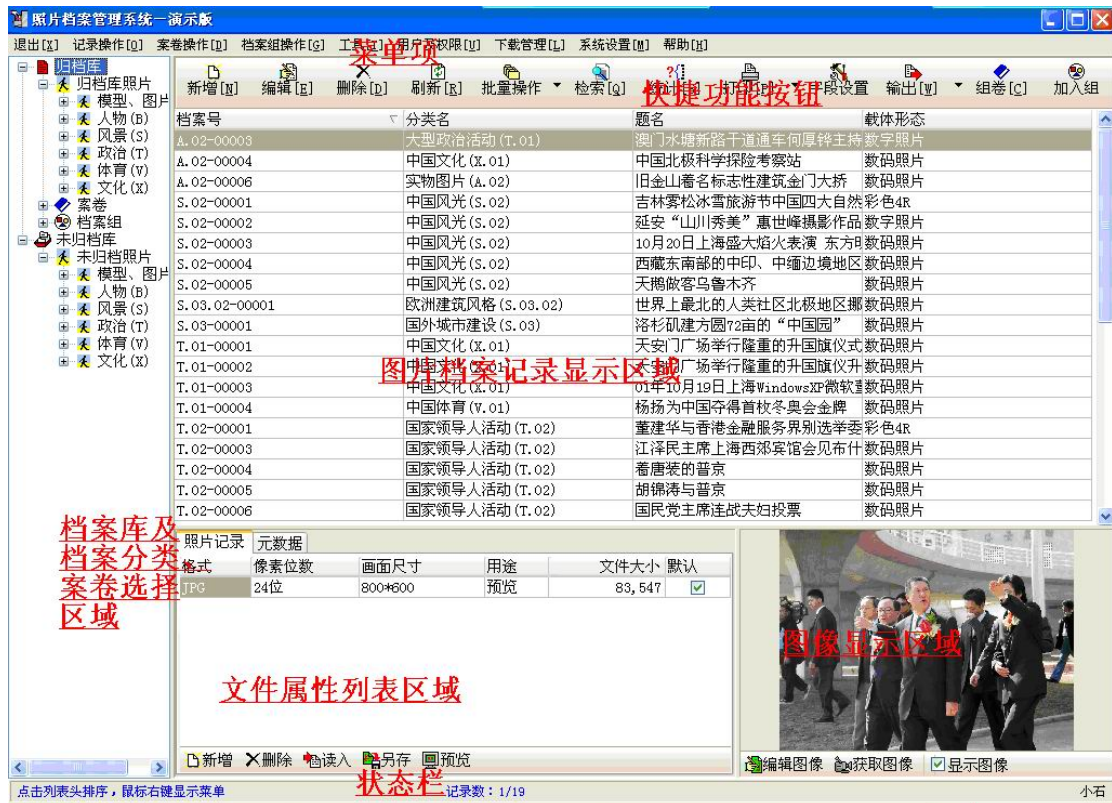 照片档案管理系统—演示版
退出[X] 记录操作[O] 案卷操作[D] 档案组操作[G] 下载管理[L] 系统设置[M] 帮助[H]
菜单项
新增[N] 编辑[E] 删除[D] 刷新[R] 批量操作 检索[Q] 字段设置 输出[W] 组卷[C] 加入组
快捷功能按钮
归档库
归档库照片
模型、图片
人物(B)
风景(S)
政治(T)
体育(V)
文化(X)
案卷
档案组
未归档库
未归档照片
模型、图片
人物(B)
风景(S)
政治(T)
体育(V)
文化(X)
档案库及
档案分类
案卷选择
区域
档案号 分类名 题名 载体形态
A.02-00003 大型政治活动(T.01) 澳门水塘新路干道通车何厚铧主持 数字照片
A.02-00004 中国文化(X.01) 中国北极科学探险考察站 数码照片
A.02-00006 实物图片(A.02) 旧金山着名标志性建筑金门大挢 数码照片
S.02-00001 中国风光(S.02) 吉林雾松冰雪旅游节中国四大自然 彩色4R
S.02-00002 中国风光(S.02) 延安“山川秀美”惠世峰摄影作品 数字照片
S.02-00003 中国风光(S.02) 10月20日上海盛大焰火表演 东方明 数码照片
S.02-00004 中国风光(S.02) 西藏东南部的中印、中缅边境地区 数码照片
S.02-00005 中国风光(S.02) 天鹅做客乌鲁木齐 数码照片
S.03.02-00001 欧洲建筑风格(S.03.02) 世界上最北的人类社区北极地区挪 数码照片
S.03-00001 国外城市建设(S.03) 洛杉矶建方圆72亩的“中国园” 数码照片
T.01-00001 中国文化(X.01) 天安门广场举行隆重的升国旗仪式 数码照片
T.01-00002 天安门广场举行隆重的升国旗仪升 数码照片
图片档案记录显示区域
T.01-00003 中国文化(X.01) 01年10月19日上海WindowsXP微软 数码照片
T.01-00004 中国体育(V.01) 杨扬为中国夺得首枚冬奥会金牌 数码照片
T.02-00001 国家领导人活动(T.02) 董建华与香港金融服务界别选举委 彩色4R
T.02-00003 国家领导人活动(T.02) 江泽民主席上海西郊宾馆会见布什 数码照片
T.02-00004 国家领导人活动(T.02) 着唐装的普京 数码照片
T.02-00005 国家领导人活动(T.02) 胡锦涛与普京 数码照片
T.02-00006 国家领导人活动(T.02) 国民党主席连战夫妇投票 数码照片
照片记录 元数据
格式 像素位数 画面尺寸 用途 文件大小 默认
JPG 24位 800*600 预览 83,547
文件属性列表区域
图像显示区域
新增 删除 读入 另存 预览
编辑图像 获取图像 显示图像
状态栏
点击列表头排序，鼠标右键显示菜单 记录数：1/19 小石